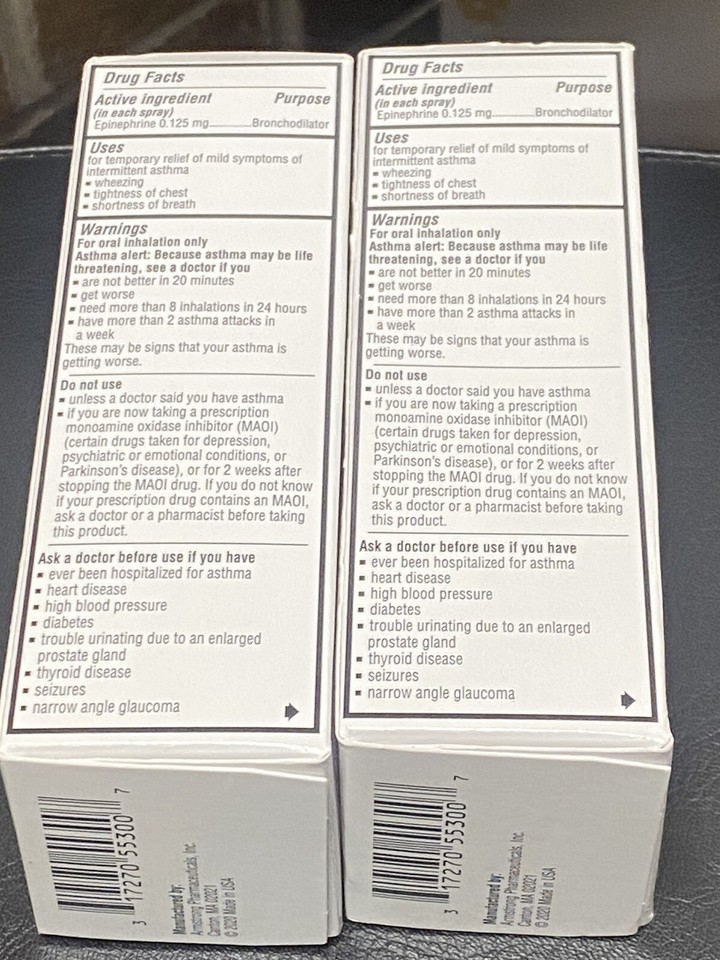 Drug Facts
Active ingredient Purpose
(in each spray)
Epinephrine 0.125 mg Bronchodilator
Uses
for temporary relief of mild symptoms of
intermittent asthma
▪ wheezing
▪ tightness of chest
▪ shortness of breath
Warnings
For oral inhalation only
Asthma alert: Because asthma may be life
threatening, see a doctor if you
▪ are not better in 20 minutes
▪ get worse
▪ need more than 8 inhalations in 24 hours
▪ have more than 2 asthma attacks in
a week
These may be signs that your asthma is
getting worse.
Do not use
▪ unless a doctor said you have asthma
▪ if you are now taking a prescription
monoamine oxidase inhibitor (MAOI)
(certain drugs taken for depression,
psychiatric or emotional conditions, or
Parkinson's disease), or for 2 weeks after
stopping the MAOI drug. If you do not know
if your prescription drug contains an MAOI,
ask a doctor or a pharmacist before taking
this product.
Ask a doctor before use if you have
▪ ever been hospitalized for asthma
▪ heart disease
▪ high blood pressure
▪ diabetes
▪ trouble urinating due to an enlarged
prostate gland
▪ thyroid disease
▪ seizures
▪ narrow angle glaucoma
3 17270 55300 7
Manufactured by:
Armstrong Pharmaceuticals, Inc.
Canton, MA 02021
© 2020 Made in USA
Drug Facts
Active ingredient Purpose
(in each spray)
Epinephrine 0.125 mg Bronchodilator
Uses
for temporary relief of mild symptoms of
intermittent asthma
▪ wheezing
▪ tightness of chest
▪ shortness of breath
Warnings
For oral inhalation only
Asthma alert: Because asthma may be life
threatening, see a doctor if you
▪ are not better in 20 minutes
▪ get worse
▪ need more than 8 inhalations in 24 hours
▪ have more than 2 asthma attacks in
a week
These may be signs that your asthma is
getting worse.
Do not use
▪ unless a doctor said you have asthma
▪ if you are now taking a prescription
monoamine oxidase inhibitor (MAOI)
(certain drugs taken for depression,
psychiatric or emotional conditions, or
Parkinson's disease), or for 2 weeks after
stopping the MAOI drug. If you do not know
if your prescription drug contains an MAOI,
ask a doctor or a pharmacist before taking
this product.
Ask a doctor before use if you have
▪ ever been hospitalized for asthma
▪ heart disease
▪ high blood pressure
▪ diabetes
▪ trouble urinating due to an enlarged
prostate gland
▪ thyroid disease
▪ seizures
▪ narrow angle glaucoma
3 17270 55300 7
Manufactured by:
Armstrong Pharmaceuticals, Inc.
Canton, MA 02021
© 2020 Made in USA